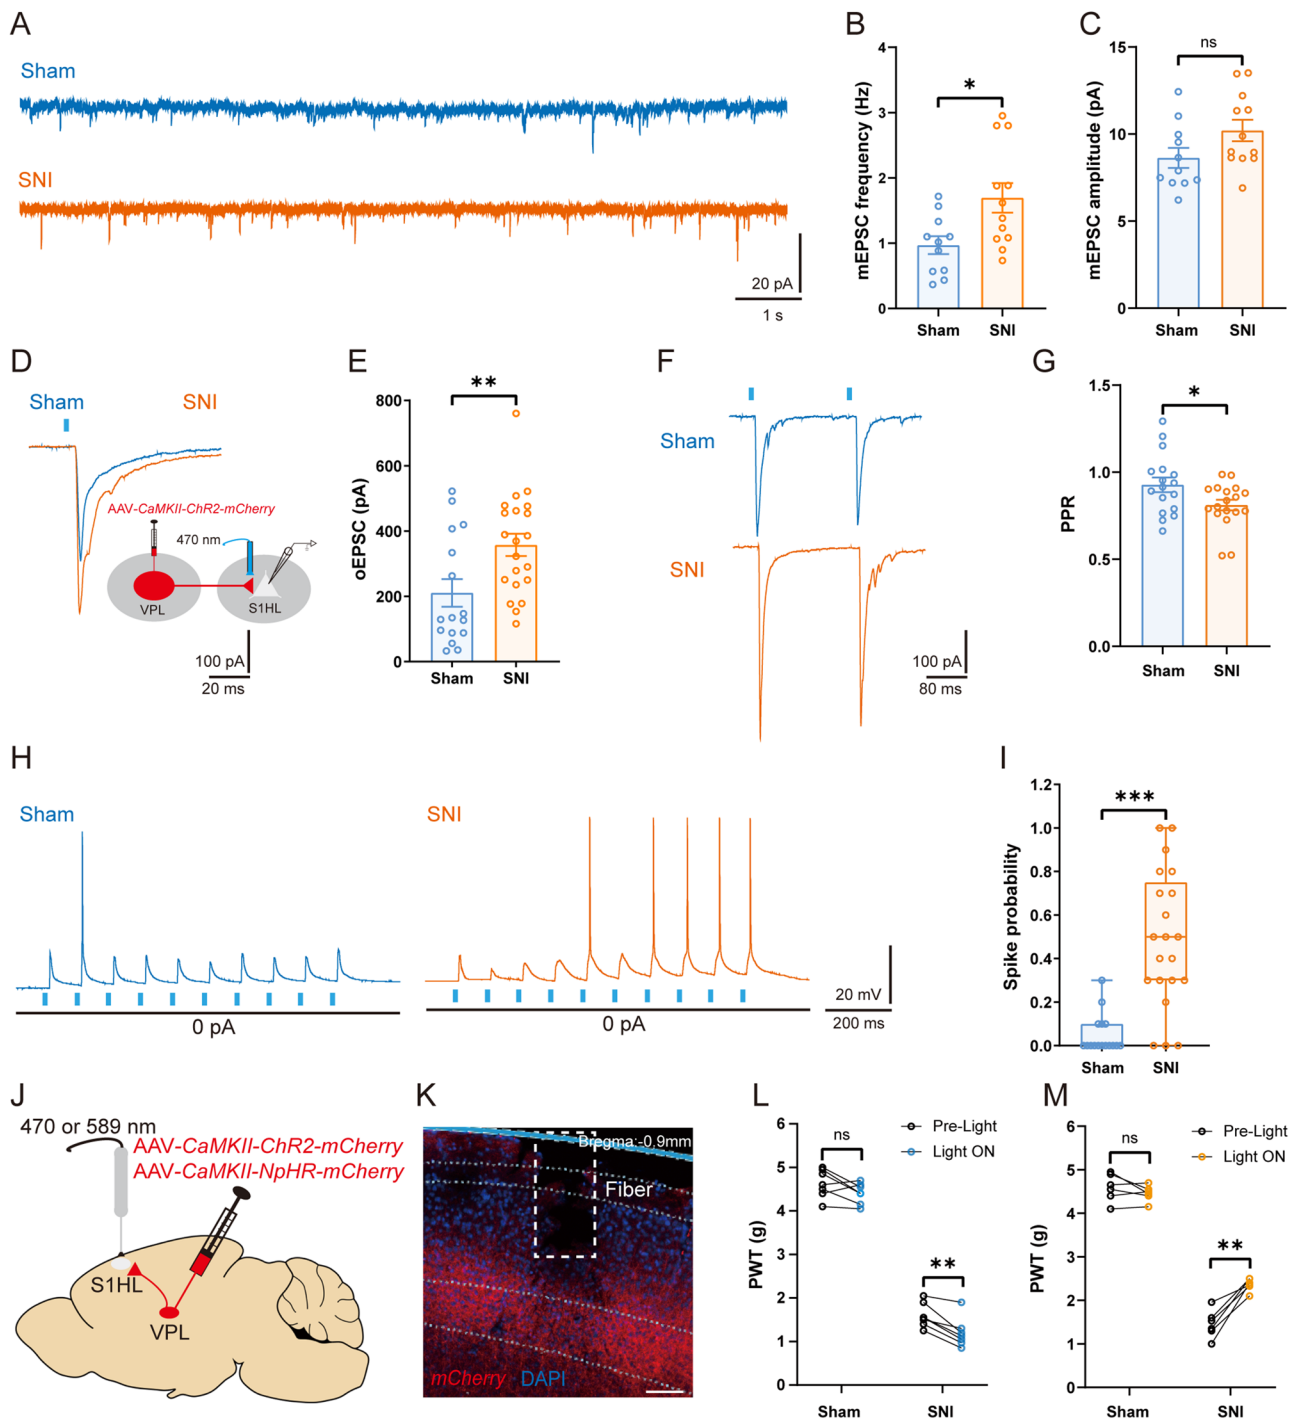 A
Sham
SNI
20 pA
1 s
B
mEPSC frequency (Hz)
4
3
2
1
0
*
Sham
SNI
C
mEPSC amplitude (pA)
15
10
5
0
ns
Sham
SNI
D
Sham
SNI
AAV-CaMKII-ChR2-mCherry
470 nm
VPL
S1HL
100 pA
20 ms
E
oEPSC (pA)
800
600
400
200
0
**
Sham
SNI
F
Sham
SNI
100 pA
80 ms
G
PPR
1.5
1.0
0.5
0.0
*
Sham
SNI
H
Sham
0 pA
SNI
0 pA
20 mV
200 ms
I
Spike probability
1.2
1.0
0.8
0.6
0.4
0.2
0.0
***
Sham
SNI
J
470 or 589 nm
AAV-CaMKII-ChR2-mCherry
AAV-CaMKII-NpHR-mCherry
S1HL
VPL
K
Bregma:-0.9mm
Fiber
mCherry DAPI
L
PWT (g)
6
5
4
3
2
1
0
Pre-Light
Light ON
ns
**
Sham
SNI
M
PWT (g)
6
5
4
3
2
1
0
Pre-Light
Light ON
ns
**
Sham
SNI